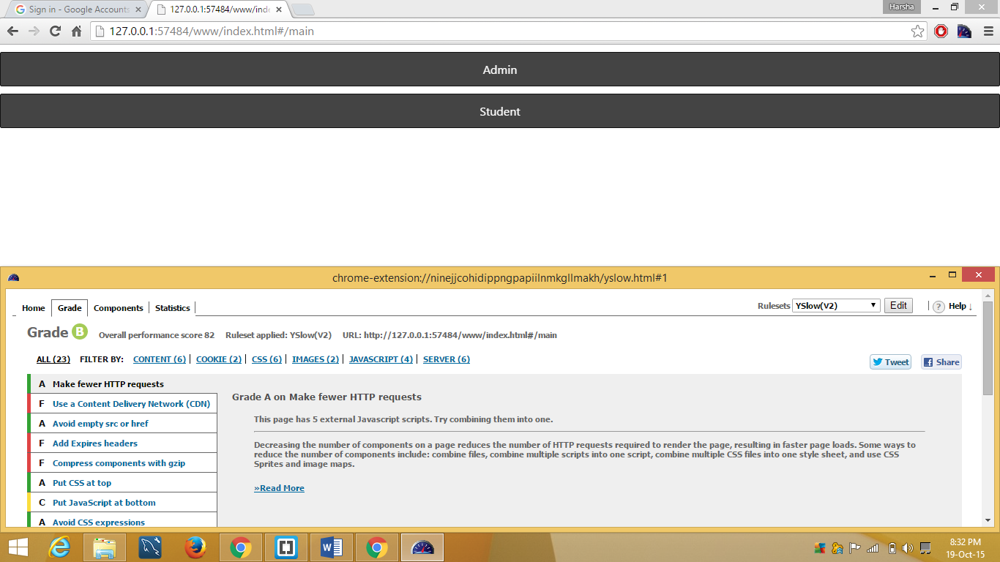 Sign in - Google Accounts
127.0.0.1:57484/www/inde
Harsha
127.0.0.1:57484/www/index.html#/main
Admin
Student
chrome-extension://ninejjcohidippngpapiilnmkgllmakh/yslow.html#1
Home Grade Components Statistics Rulesets YSlow(V2) Edit ? Help ↓
Grade B Overall performance score 82 Ruleset applied: YSlow(V2) URL: http://127.0.0.1:57484/www/index.html#/main
ALL (23) FILTER BY: CONTENT (6) | COOKIE (2) | CSS (6) | IMAGES (2) | JAVASCRIPT (4) | SERVER (6)
Tweet Share
A Make fewer HTTP requests
F Use a Content Delivery Network (CDN)
A Avoid empty src or href
F Add Expires headers
F Compress components with gzip
A Put CSS at top
C Put JavaScript at bottom
A Avoid CSS expressions
Grade A on Make fewer HTTP requests
This page has 5 external Javascript scripts. Try combining them into one.
Decreasing the number of components on a page reduces the number of HTTP requests required to render the page, resulting in faster page loads. Some ways to
reduce the number of components include: combine files, combine multiple scripts into one script, combine multiple CSS files into one style sheet, and use CSS
Sprites and image maps.
»Read More
8:32 PM
19-Oct-15